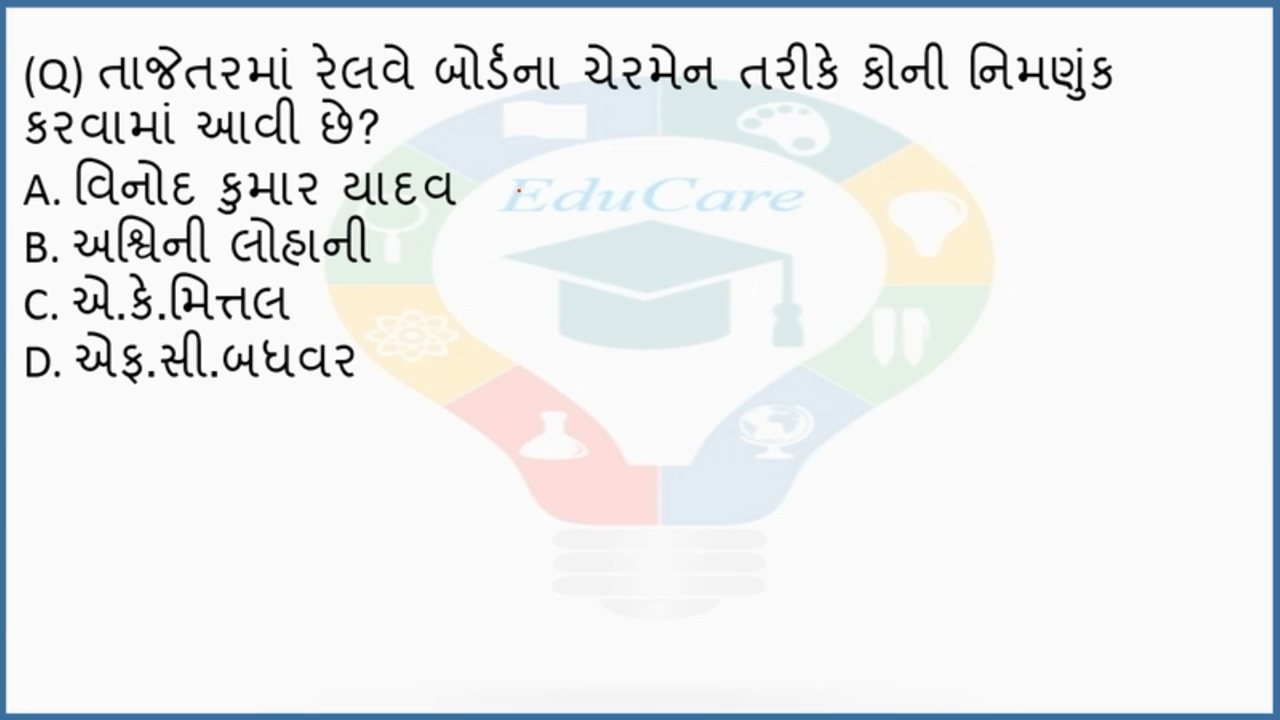 (Q) તાજેતરમાં રેલવે બોર્ડના ચેરમેન તરીકે કોની નિમણુંક
કરવામાં આવી છે?
A. વિનોદ કુમાર યાદવ
EduCare
B. અશ્વિની લોહાની
C. એ.કે.મિત્તલ
D. એફ.સી.બધવર